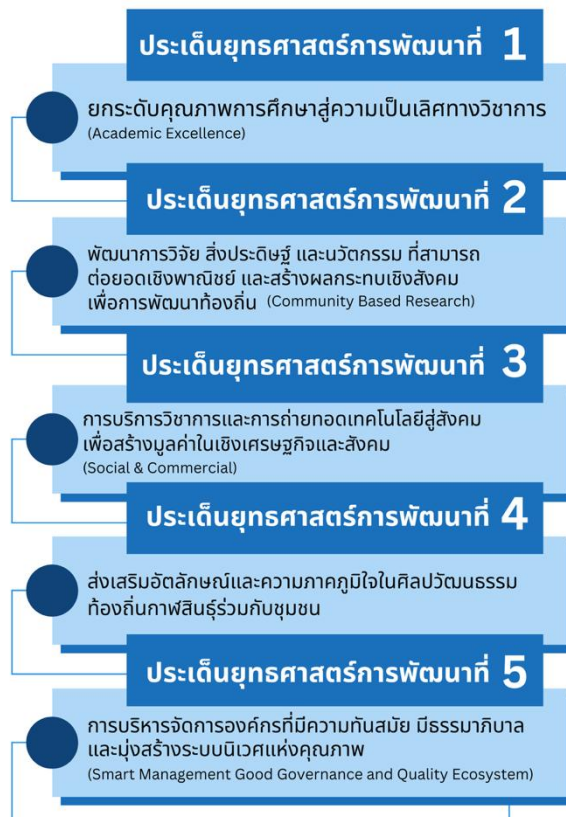 ประเด็นยุทธศาสตร์การพัฒนาที่ 1
ยกระดับคุณภาพการศึกษาสู่ความเป็นเลิศทางวิชาการ
(Academic Excellence)
ประเด็นยุทธศาสตร์การพัฒนาที่ 2
พัฒนาการวิจัย สิ่งประดิษฐ์ และนวัตกรรม ที่สามารถ
ต่อยอดเชิงพาณิชย์ และสร้างผลกระทบเชิงสังคม
เพื่อการพัฒนาท้องถิ่น (Community Based Research)
ประเด็นยุทธศาสตร์การพัฒนาที่ 3
การบริการวิชาการและการถ่ายทอดเทคโนโลยีสู่สังคม
เพื่อสร้างมูลค่าในเชิงเศรษฐกิจและสังคม
(Social & Commercial)
ประเด็นยุทธศาสตร์การพัฒนาที่ 4
ส่งเสริมอัตลักษณ์และความภาคภูมิใจในศิลปวัฒนธรรม
ท้องถิ่นกาฬสินธุ์ร่วมกับชุมชน
ประเด็นยุทธศาสตร์การพัฒนาที่ 5
การบริหารจัดการองค์กรที่มีความทันสมัย มีธรรมาภิบาล
และมุ่งสร้างระบบนิเวศแห่งคุณภาพ
(Smart Management Good Governance and Quality Ecosystem)